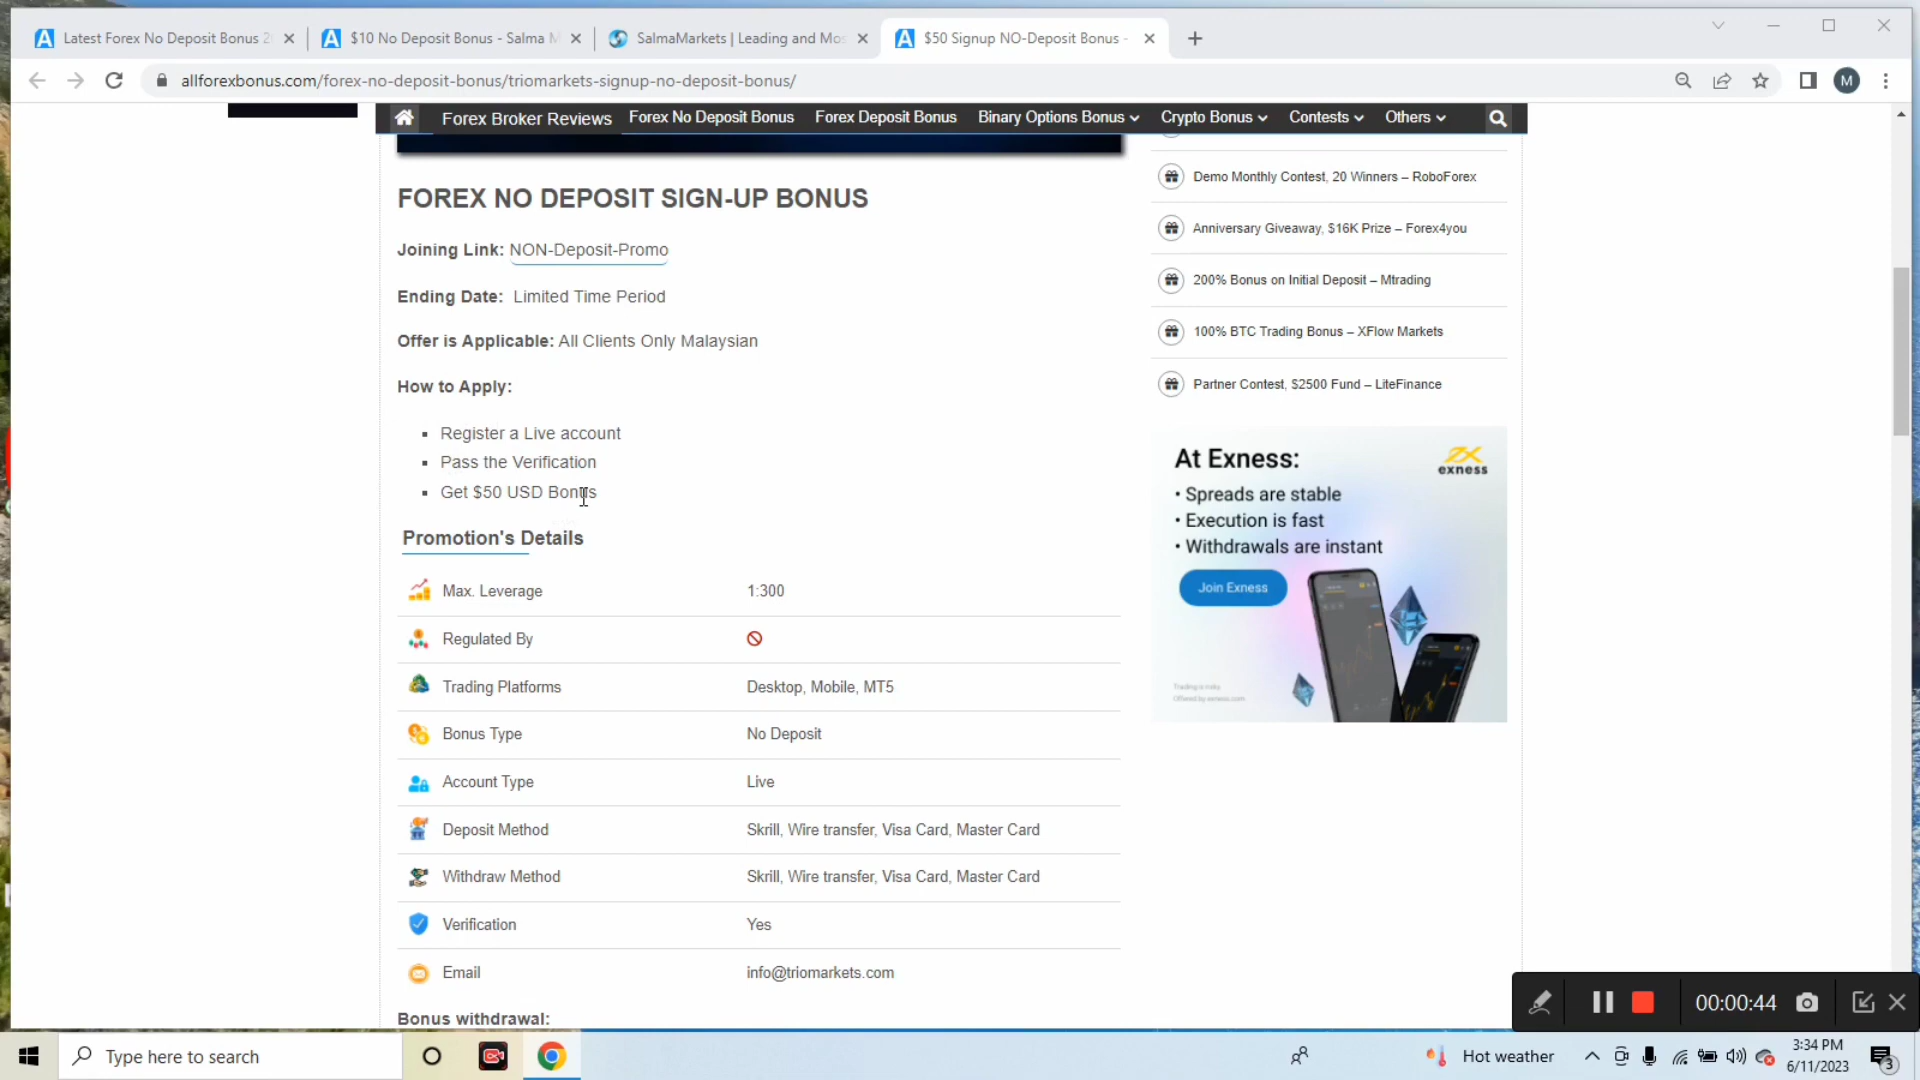 Latest Forex No Deposit Bonus 2
$10 No Deposit Bonus - Salma M
SalmaMarkets | Leading and Mos
$50 Signup NO-Deposit Bonus -
allforexbonus.com/forex-no-deposit-bonus/triomarkets-signup-no-deposit-bonus/
M
Forex Broker Reviews
Forex No Deposit Bonus
Forex Deposit Bonus
Binary Options Bonus
Crypto Bonus
Contests
Others
FOREX NO DEPOSIT SIGN-UP BONUS
Joining Link: NON-Deposit-Promo
Ending Date: Limited Time Period
Offer is Applicable: All Clients Only Malaysian
How to Apply:
Register a Live account
Pass the Verification
Get $50 USD Bonus
Promotion's Details
Max. Leverage 1:300
Regulated By
Trading Platforms Desktop, Mobile, MT5
Bonus Type No Deposit
Account Type Live
Deposit Method Skrill, Wire transfer, Visa Card, Master Card
Withdraw Method Skrill, Wire transfer, Visa Card, Master Card
Verification Yes
Email info@triomarkets.com
Bonus withdrawal:
Demo Monthly Contest, 20 Winners – RoboForex
Anniversary Giveaway, $16K Prize – Forex4you
200% Bonus on Initial Deposit – Mtrading
100% BTC Trading Bonus – XFlow Markets
Partner Contest, $2500 Fund – LiteFinance
At Exness:
exness
• Spreads are stable
• Execution is fast
• Withdrawals are instant
Join Exness
Trading is risky
Offered by exness.com
00:00:44
Type here to search
Hot weather
3:34 PM
6/11/2023
3